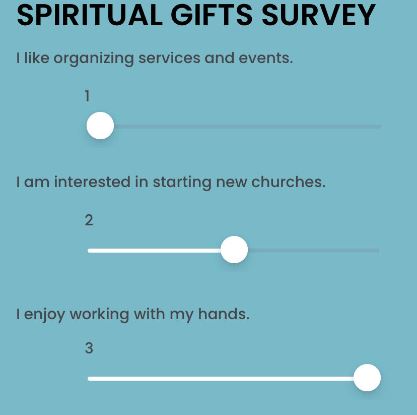 SPIRITUAL GIFTS SURVEY
I like organizing services and events.
1
I am interested in starting new churches.
2
I enjoy working with my hands.
3